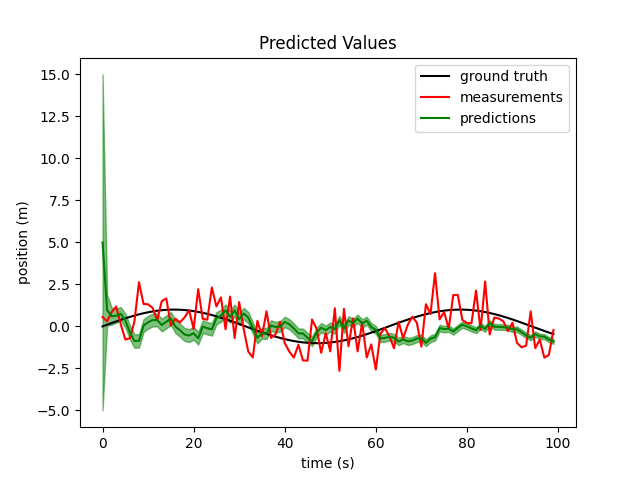 Predicted Values
ground truth
measurements
predictions
15.0
12.5
10.0
7.5
5.0
2.5
0.0
−2.5
−5.0
position (m)
0 20 40 60 80 100
time (s)